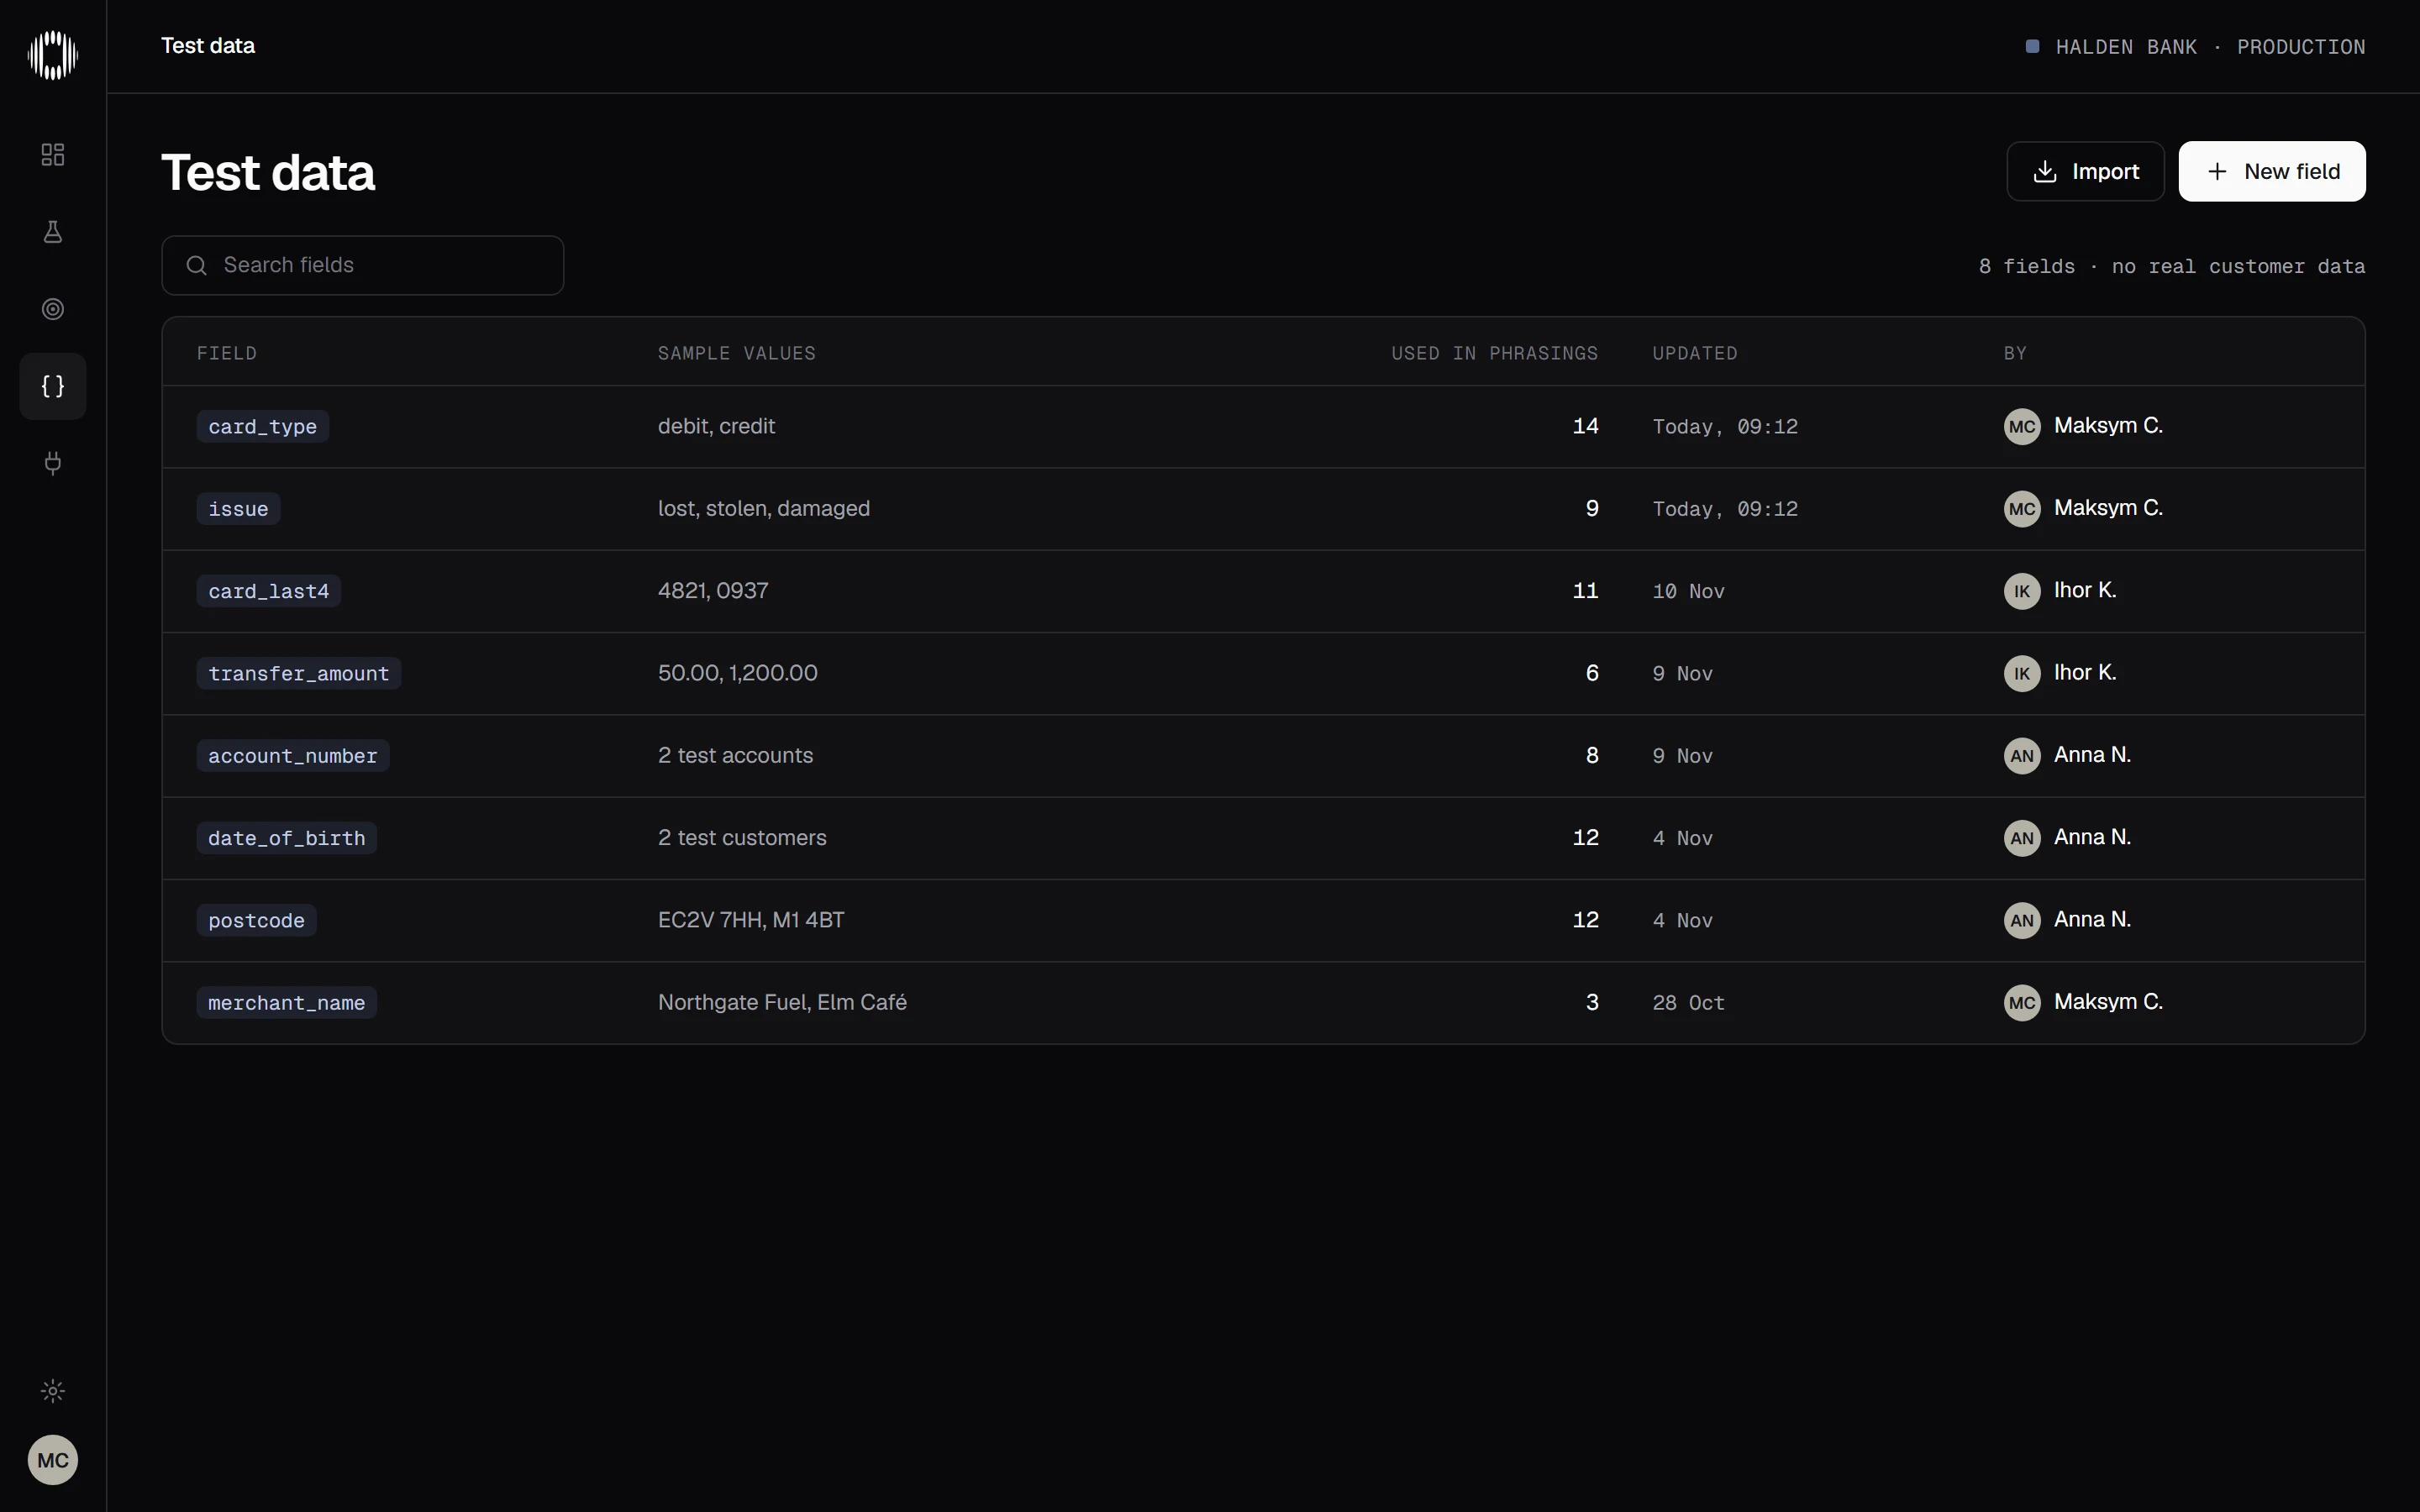 Test data
HALDEN BANK · PRODUCTION
Test data
Import
New field
Search fields
8 fields · no real customer data
FIELD SAMPLE VALUES USED IN PHRASINGS UPDATED BY
card_type debit, credit 14 Today, 09:12 MC Maksym C.
issue lost, stolen, damaged 9 Today, 09:12 MC Maksym C.
card_last4 4821, 0937 11 10 Nov IK Ihor K.
transfer_amount 50.00, 1,200.00 6 9 Nov IK Ihor K.
account_number 2 test accounts 8 9 Nov AN Anna N.
date_of_birth 2 test customers 12 4 Nov AN Anna N.
postcode EC2V 7HH, M1 4BT 12 4 Nov AN Anna N.
merchant_name Northgate Fuel, Elm Café 3 28 Oct MC Maksym C.
MC